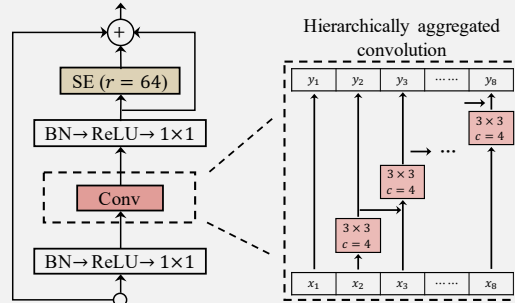 Hierarchically aggregated
convolution
+
SE (r = 64)
BN→ReLU→ 1×1
Conv
BN→ReLU→ 1×1
y₁ y₂ y₃ ...... y₈
3 × 3
c = 4
...
3 × 3
c = 4
3 × 3
c = 4
x₁ x₂ x₃ ...... x₈